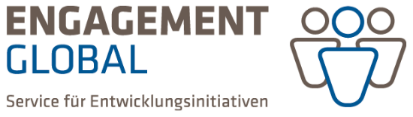 ENGAGEMENT
GLOBAL
Service für Entwicklungsinitiativen